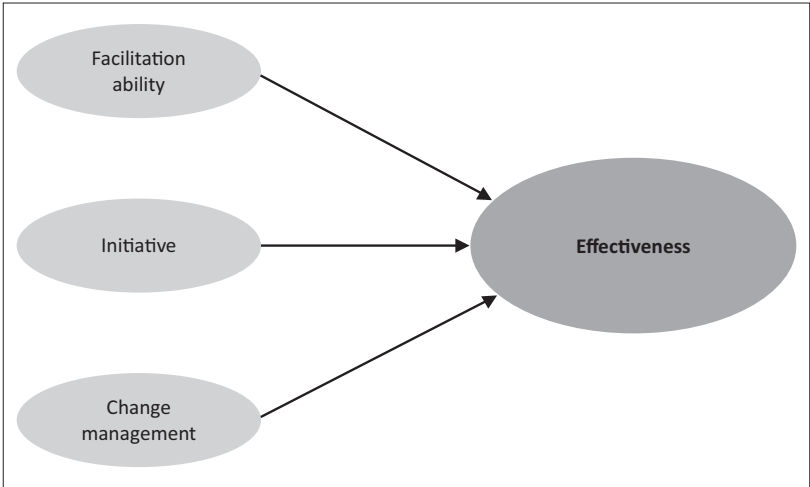 Facilitation
ability
Initiative
Effectiveness
Change
management